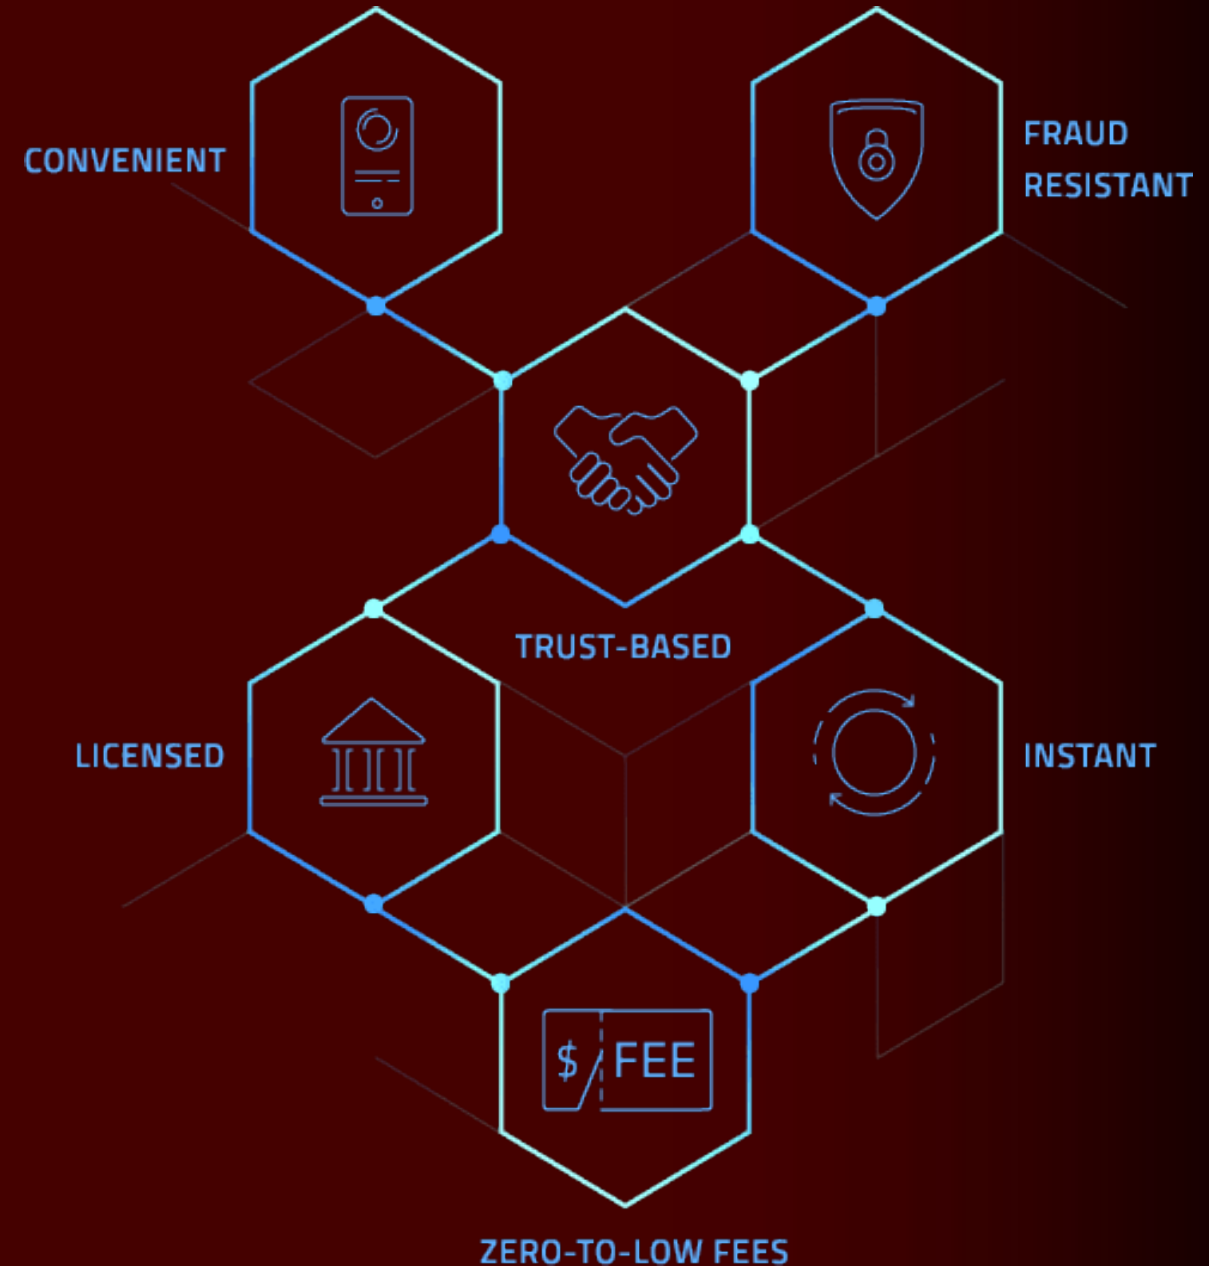 CONVENIENT
FRAUD
RESISTANT
TRUST-BASED
LICENSED
INSTANT
$ FEE
ZERO-TO-LOW FEES